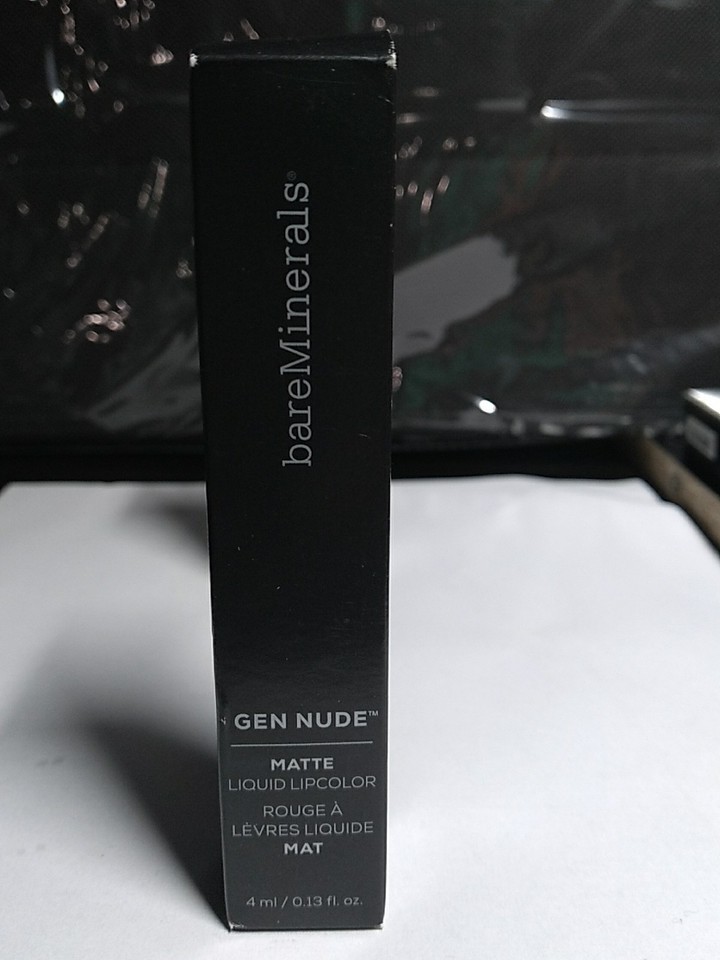 bareMinerals®
GEN NUDE™
MATTE
LIQUID LIPCOLOR
ROUGE À
LÈVRES LIQUIDE
MAT
4 ml / 0.13 fl. oz.